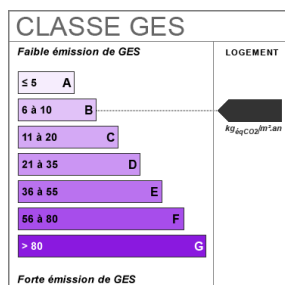 CLASSE GES
Faible émission de GES
LOGEMENT
≤ 5 A
6 à 10 B
kgéqCO2/m².an
11 à 20 C
21 à 35 D
36 à 55 E
56 à 80 F
> 80 G
Forte émission de GES